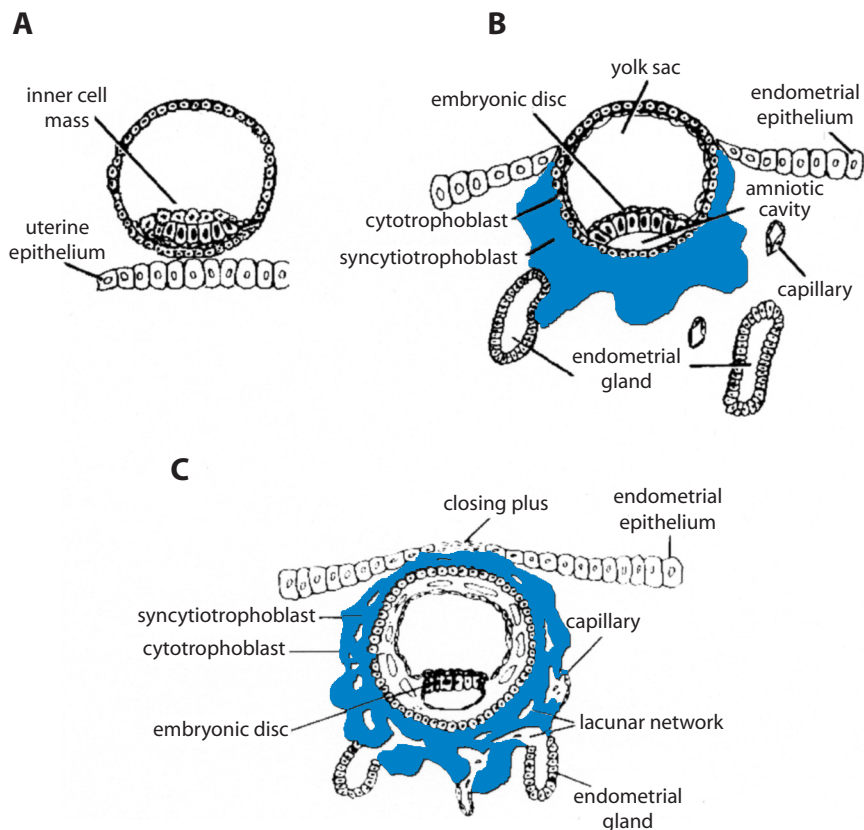 A
inner cell
mass
uterine
epithelium
B
yolk sac
embryonic disc
endometrial
epithelium
amniotic
cavity
cytotrophoblast
syncytiotrophoblast
capillary
endometrial
gland
C
closing plus
endometrial
epithelium
syncytiotrophoblast
cytotrophoblast
capillary
embryonic disc
lacunar network
endometrial
gland